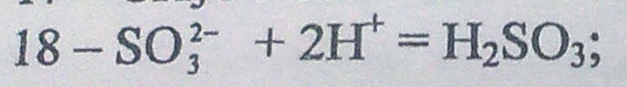 18 – SO₃²⁻ + 2H⁺ = H₂SO₃;